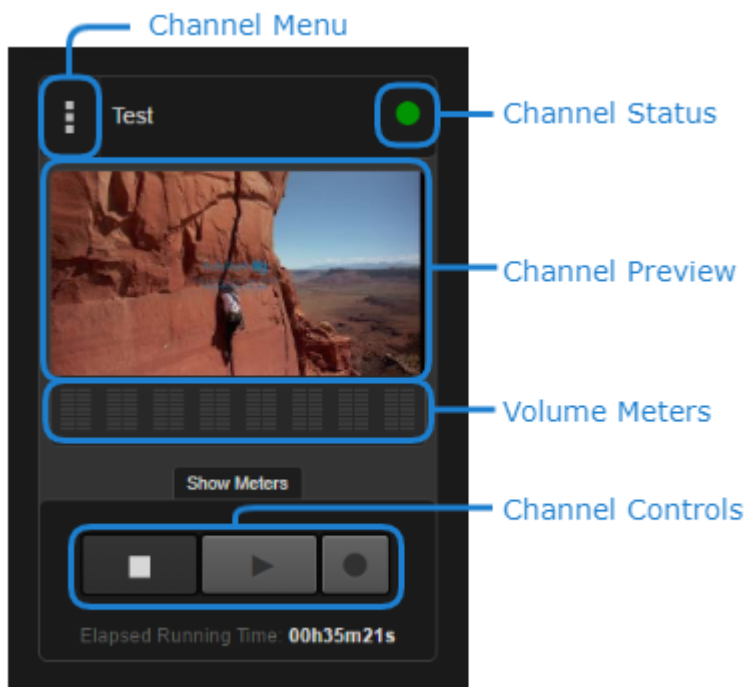 Channel Menu
Test
Channel Status
Channel Preview
Volume Meters
Show Meters
Channel Controls
Elapsed Running Time: 00h35m21s